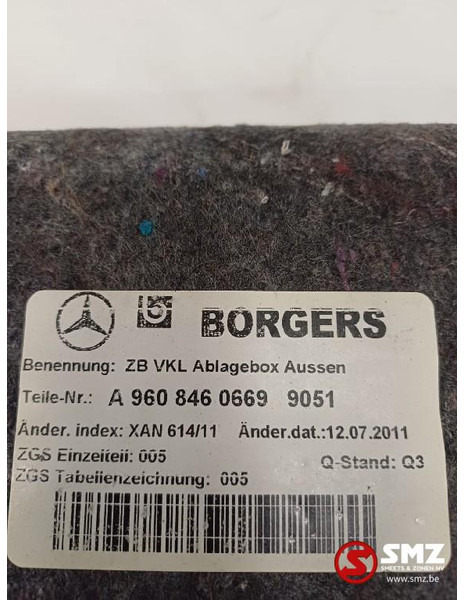 BORGERS
Benennung: ZB VKL Ablagebox Aussen
Teile-Nr.: A 960 846 0669 9051
Änder. index: XAN 614/11 Änder.dat.:12.07.2011
ZGS Einzelteil: 005 Q-Stand: Q3
ZGS Tabellenzeichnung: 005
SMZ
SMEETS & ZONEN NV
www.smz.be